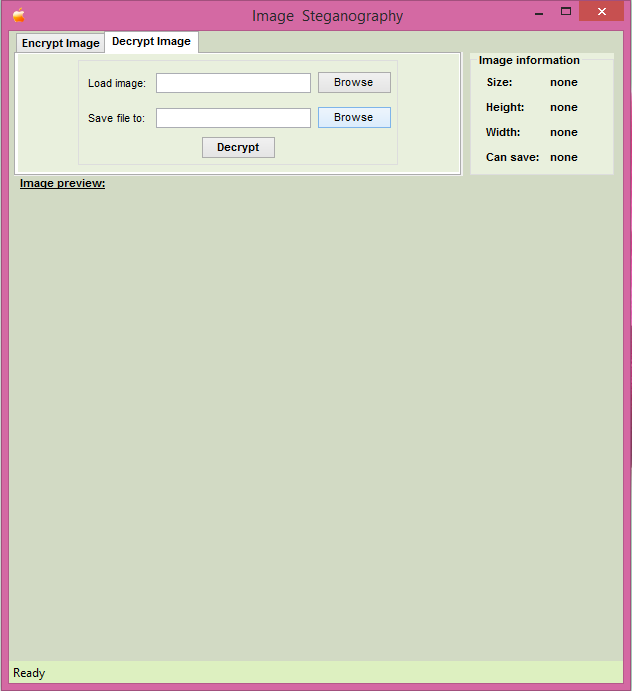 Image Steganography
Encrypt Image Decrypt Image
Load image: Browse
Save file to: Browse
Decrypt
Image information
Size: none
Height: none
Width: none
Can save: none
Image preview:
Ready